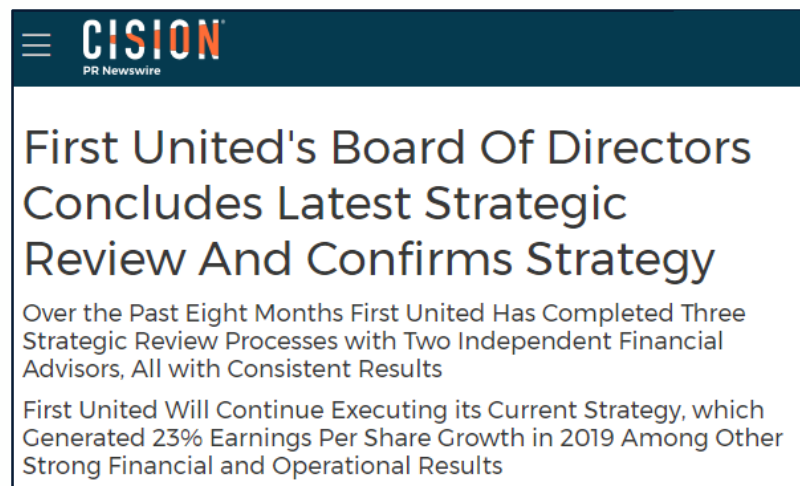 CISION
PR Newswire
First United's Board Of Directors
Concludes Latest Strategic
Review And Confirms Strategy
Over the Past Eight Months First United Has Completed Three
Strategic Review Processes with Two Independent Financial
Advisors, All with Consistent Results
First United Will Continue Executing its Current Strategy, which
Generated 23% Earnings Per Share Growth in 2019 Among Other
Strong Financial and Operational Results